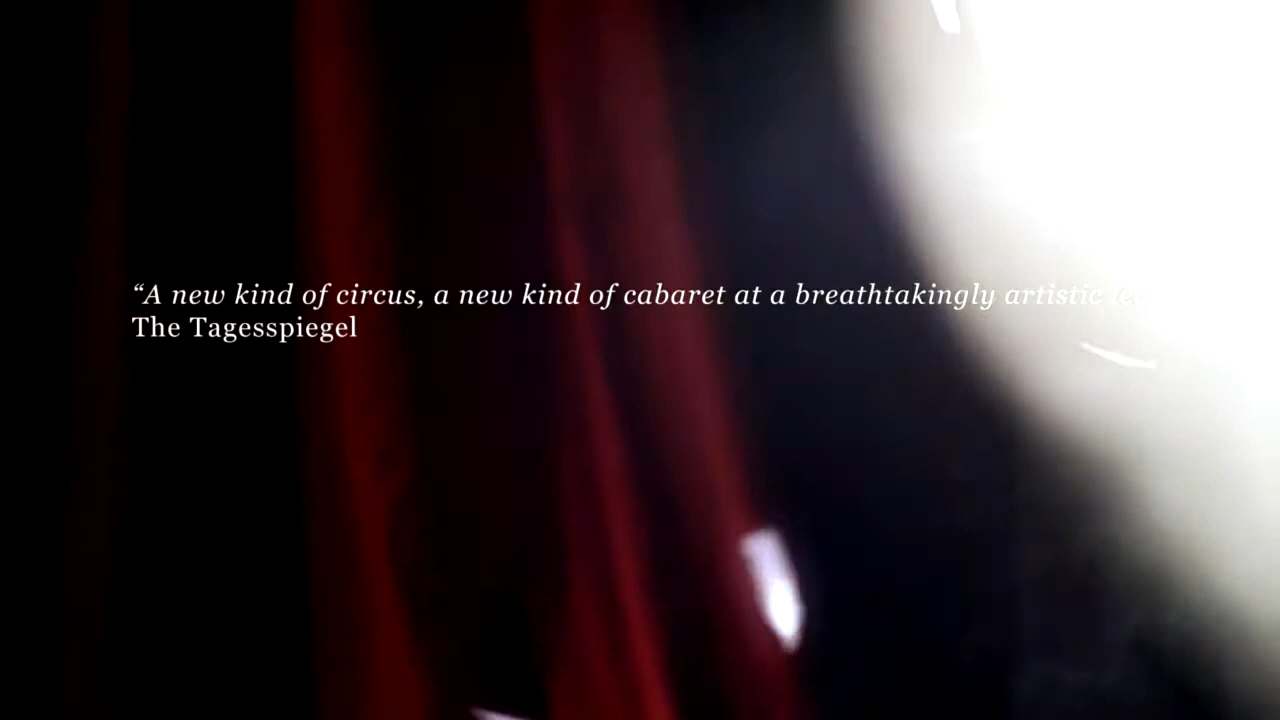 “A new kind of circus, a new kind of cabaret at a breathtakingly artistic
The Tagesspiegel